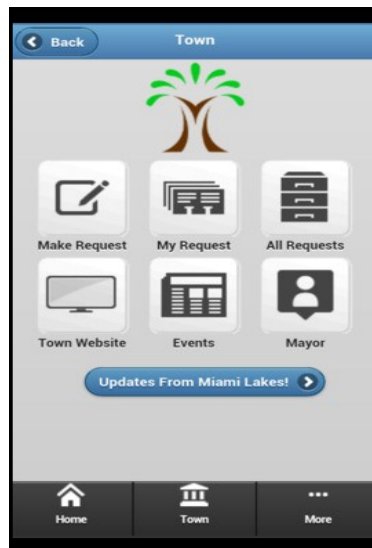 Back Town
Make Request My Request All Requests
Town Website Events Mayor
Updates From Miami Lakes!
Home Town More